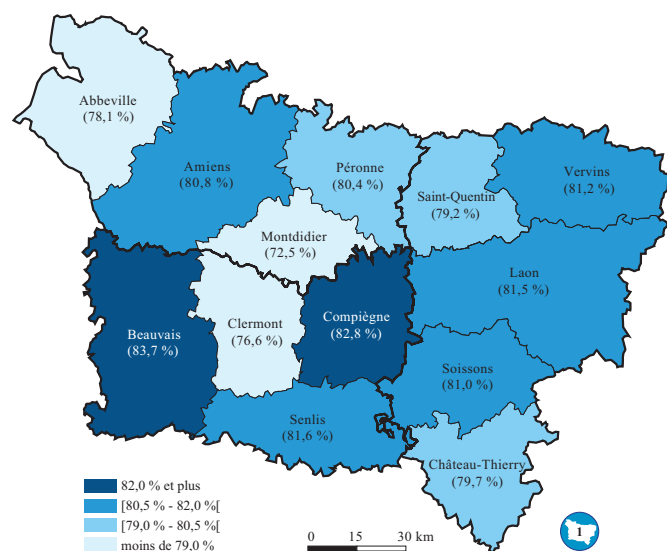 Abbeville
(78,1 %)
Amiens
(80,8 %)
Péronne
(80,4 %)
Saint-Quentin
(79,2 %)
Vervins
(81,2 %)
Montdidier
(72,5 %)
Laon
(81,5 %)
Beauvais
(83,7 %)
Clermont
(76,6 %)
Compiègne
(82,8 %)
Soissons
(81,0 %)
Senlis
(81,6 %)
Château-Thierry
(79,7 %)
82,0 % et plus
[80,5 % - 82,0 %[
[79,0 % - 80,5 %[
moins de 79,0 %
0 15 30 km
1